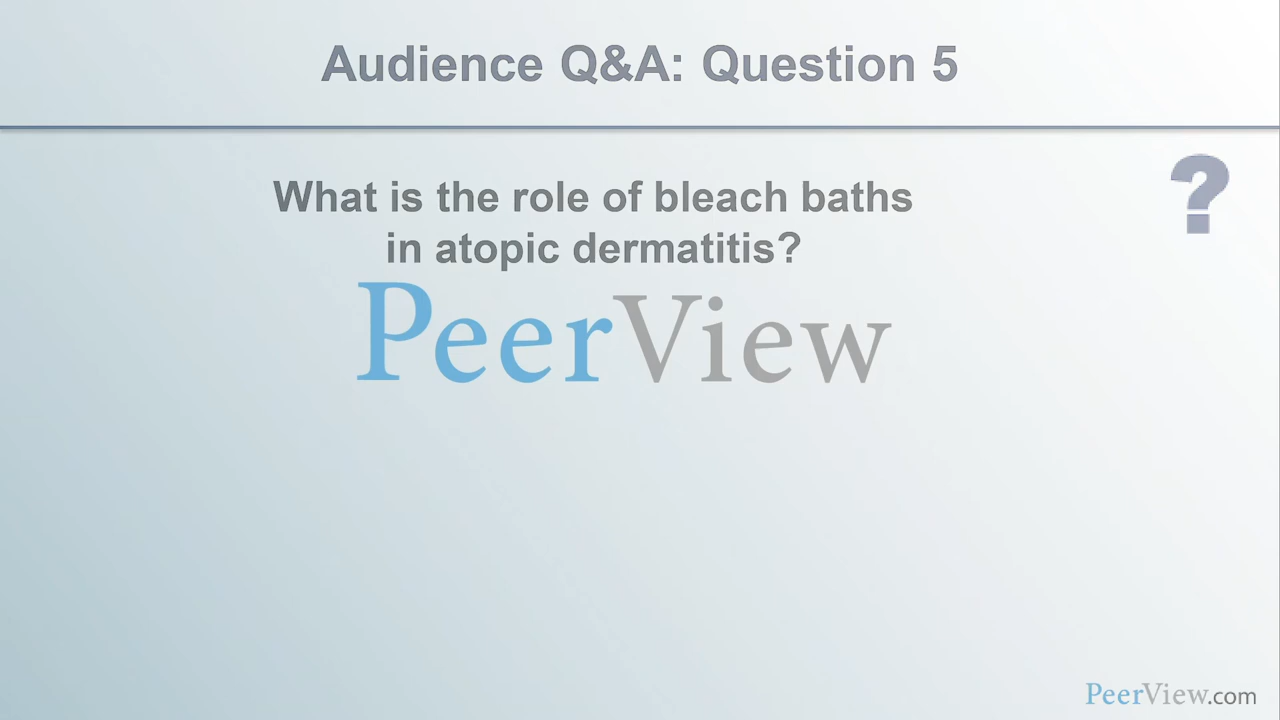 Audience Q&A: Question 5
What is the role of bleach baths
in atopic dermatitis?
PeerView
PeerView.com